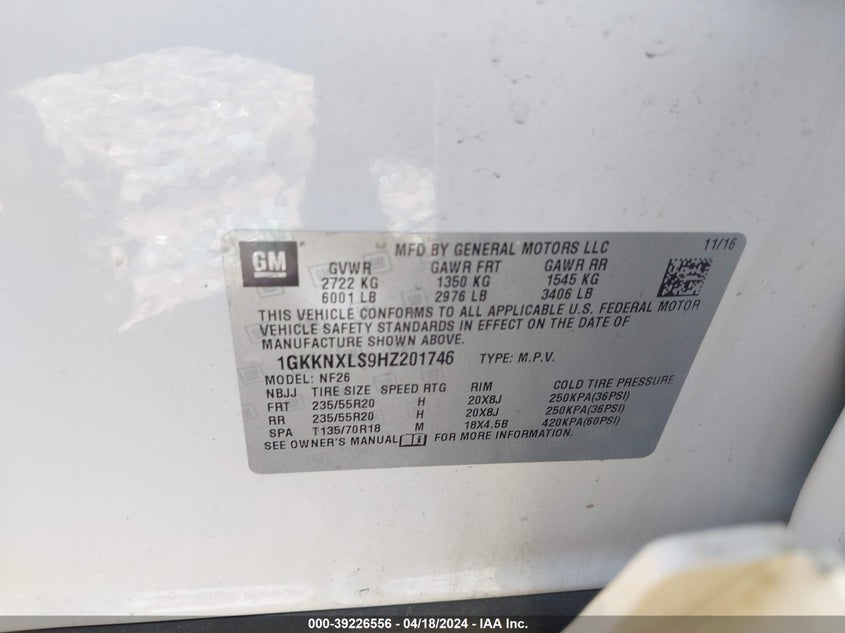 GM
MFD BY GENERAL MOTORS LLC 11/16
GVWR GAWR FRT GAWR RR
2722 KG 1350 KG 1545 KG
6001 LB 2976 LB 3406 LB
THIS VEHICLE CONFORMS TO ALL APPLICABLE U.S. FEDERAL MOTOR
VEHICLE SAFETY STANDARDS IN EFFECT ON THE DATE OF
MANUFACTURE SHOWN ABOVE.
1GKKNXLS9HZ201746 TYPE: M.P.V.
MODEL: NF26
NBJJ TIRE SIZE SPEED RTG RIM COLD TIRE PRESSURE
FRT 235/55R20 H 20X8J 250KPA(36PSI)
RR 235/55R20 H 20X8J 250KPA(36PSI)
SPA T135/70R18 M 18X4.5B 420KPA(60PSI)
SEE OWNER'S MANUAL FOR MORE INFORMATION.
000-39226556 / 04/18/2024 / IAA Inc.